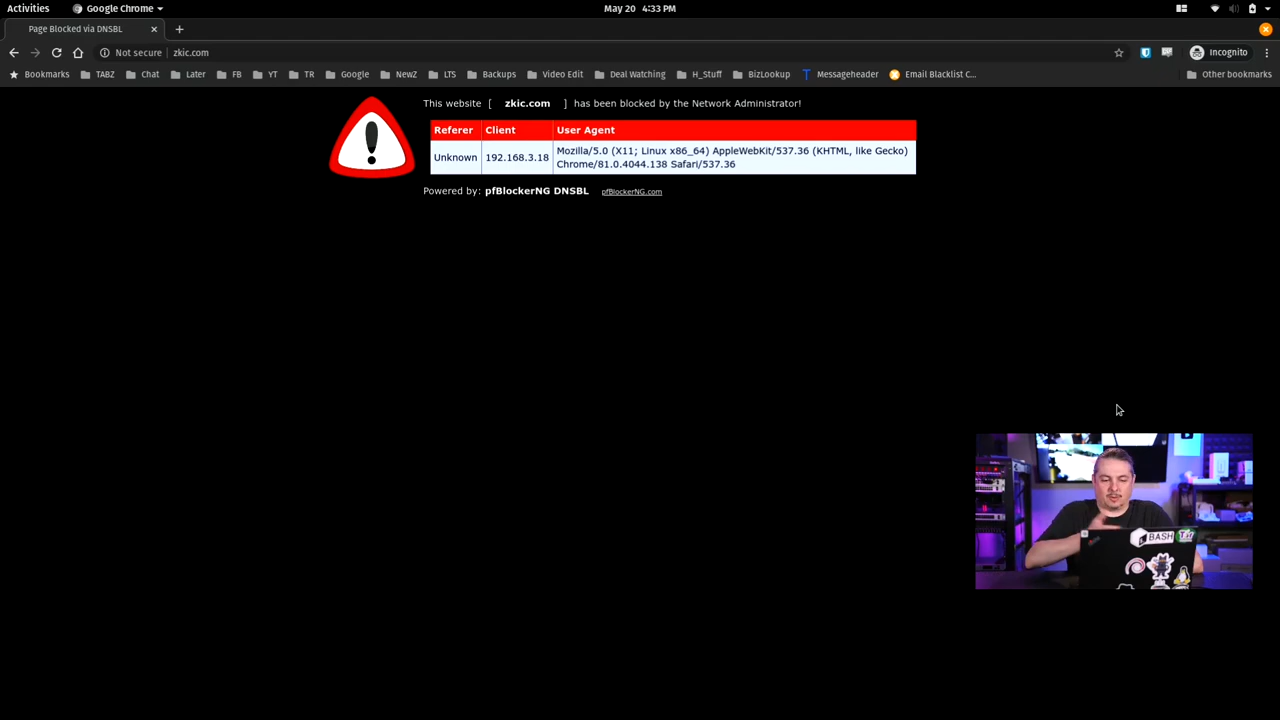 Activities Google Chrome May 20 4:33 PM
Page Blocked via DNSBL
Not secure zkic.com Incognito
Bookmarks TABZ Chat Later FB YT TR Google NewZ LTS Backups Video Edit Deal Watching H_Stuff BizLookup Messageheader Email Blacklist C... Other bookmarks
This website [ zkic.com ] has been blocked by the Network Administrator!
Referer Client User Agent
Unknown 192.168.3.18 Mozilla/5.0 (X11; Linux x86_64) AppleWebKit/537.36 (KHTML, like Gecko)
Chrome/81.0.4044.138 Safari/537.36
Powered by: pfBlockerNG DNSBL pfBlockerNG.com
BASH